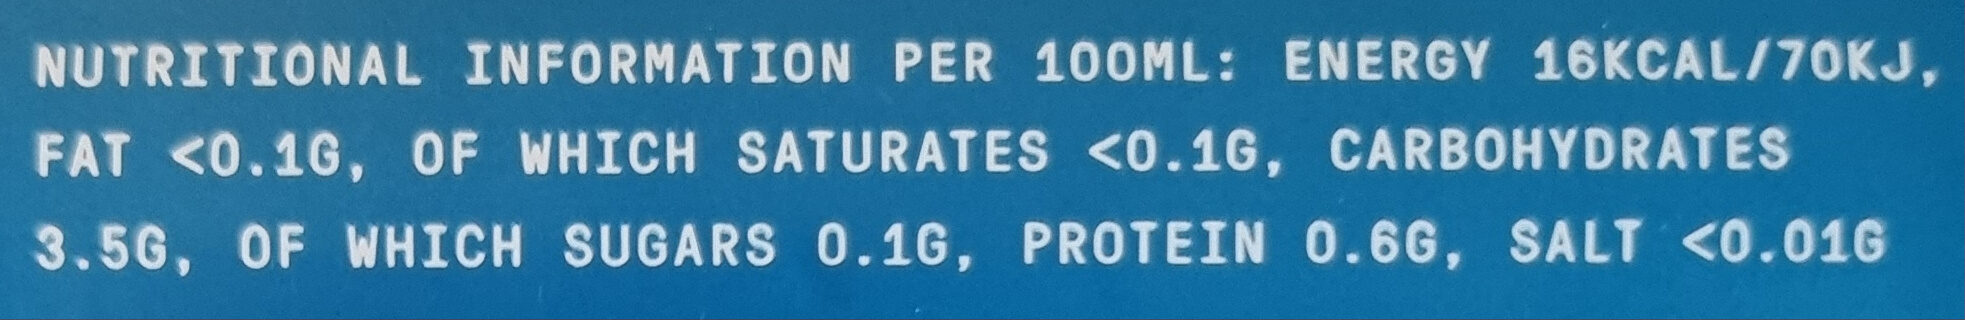 NUTRITIONAL INFORMATION PER 100ML: ENERGY 16KCAL/70KJ,
FAT <0.1G, OF WHICH SATURATES <0.1G, CARBOHYDRATES
3.5G, OF WHICH SUGARS 0.1G, PROTEIN 0.6G, SALT <0.01G